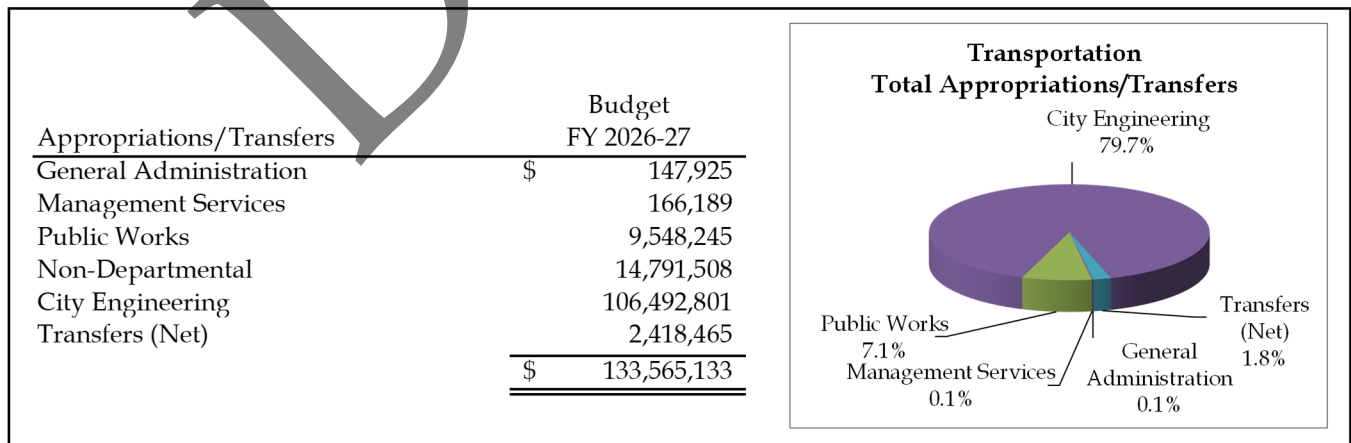 Budget
Appropriations/Transfers FY 2026-27
General Administration $ 147,925
Management Services 166,189
Public Works 9,548,245
Non-Departmental 14,791,508
City Engineering 106,492,801
Transfers (Net) 2,418,465
$ 133,565,133
Transportation
Total Appropriations/Transfers
City Engineering
79.7%
Public Works
7.1%
Management Services
0.1%
General
Administration
0.1%
Transfers
(Net)
1.8%